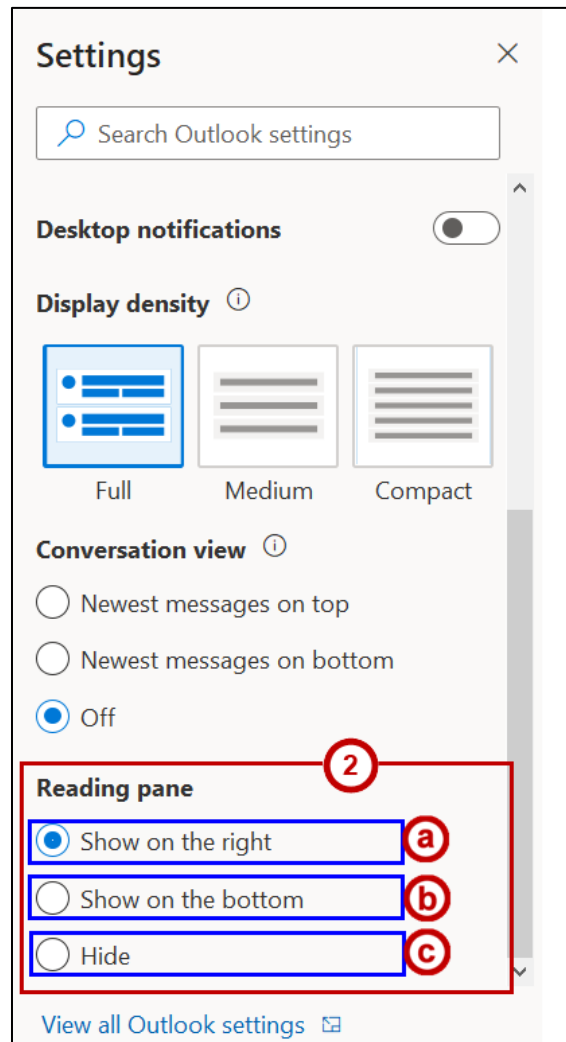 Settings
Search Outlook settings
Desktop notifications
Display density
Full Medium Compact
Conversation view
Newest messages on top
Newest messages on bottom
Off
2
Reading pane
Show on the right a
Show on the bottom b
Hide c
View all Outlook settings